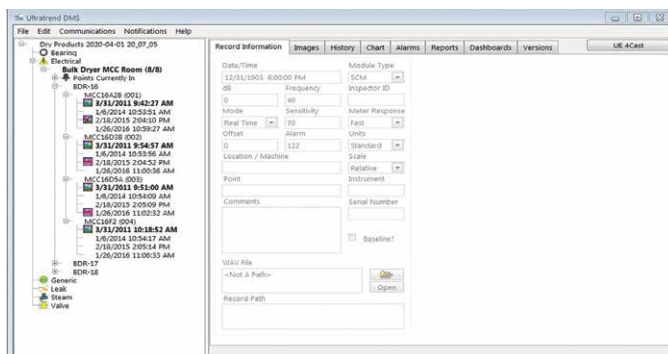 Ultratrend DMS
File Edit Communications Notifications Help
Dry Products 2020-04-01 20_07_05
Bearing
Electrical
Bulk Dryer MCC Room (8/8)
Points Currently In
BDR-16
MCC16A2B (001)
3/31/2011 9:42:27 AM
1/6/2014 10:53:51 AM
2/18/2015 2:04:10 PM
1/26/2016 10:59:27 AM
MCC16D3B (002)
3/31/2011 9:54:57 AM
1/6/2014 10:53:56 AM
2/18/2015 2:04:52 PM
1/26/2016 11:00:36 AM
MCC16D5A (003)
3/31/2011 9:51:00 AM
1/6/2014 10:54:09 AM
2/18/2015 2:05:09 PM
1/26/2016 11:02:32 AM
MCC16F2 (004)
3/31/2011 10:18:52 AM
1/6/2014 10:54:17 AM
2/18/2015 2:05:14 PM
1/26/2016 11:06:33 AM
BDR-17
BDR-18
Generic
Leak
Steam
Valve
Record Information Images History Chart Alarms Reports Dashboards Versions UE 4Cast
Date/Time Module Type
12/31/1903 6:00:00 PM SCM
dB Frequency Inspector ID
0 40
Mode Sensitivity Meter Response
Real Time 70 Fast
Offset Alarm Units
0 122 Standard
Location / Machine Scale
Relative
Point Instrument
Comments Serial Number
Baseline?
WAV File
<Not A Path>
Open
Record Path